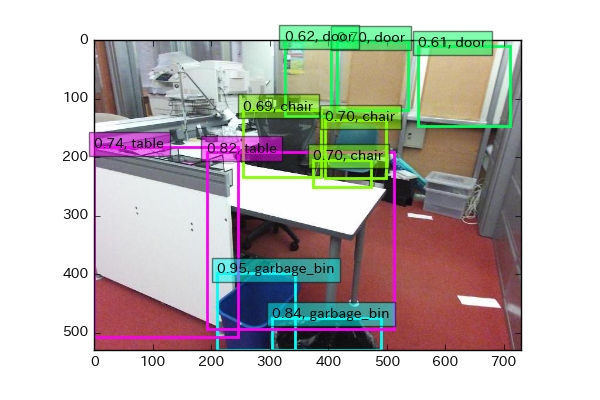 0.62, door
0.70, door
0.61, door
0.69, chair
0.70, chair
0.70, chair
0.74, table
0.82, table
0.95, garbage_bin
0.84, garbage_bin
0
100
200
300
400
500
0 100 200 300 400 500 600 700